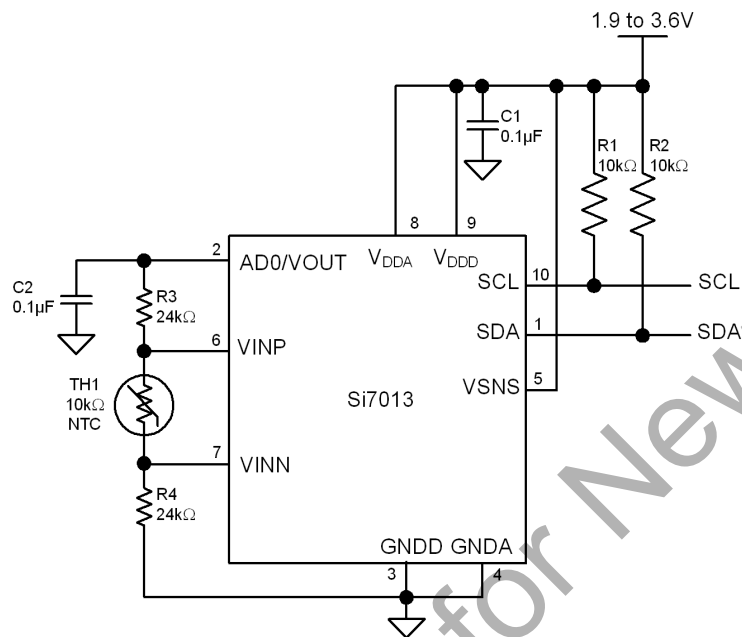 1.9 to 3.6V
C1
0.1µF
R1
10kΩ
R2
10kΩ
8
9
2
AD0/VOUT
VDDA
VDDD
SCL
10
SCL
C2
0.1µF
R3
24kΩ
SDA
1
SDA
6
VINP
TH1
10kΩ
NTC
VSNS
5
Si7013
7
VINN
R4
24kΩ
GNDD
GNDA
3
4
for New